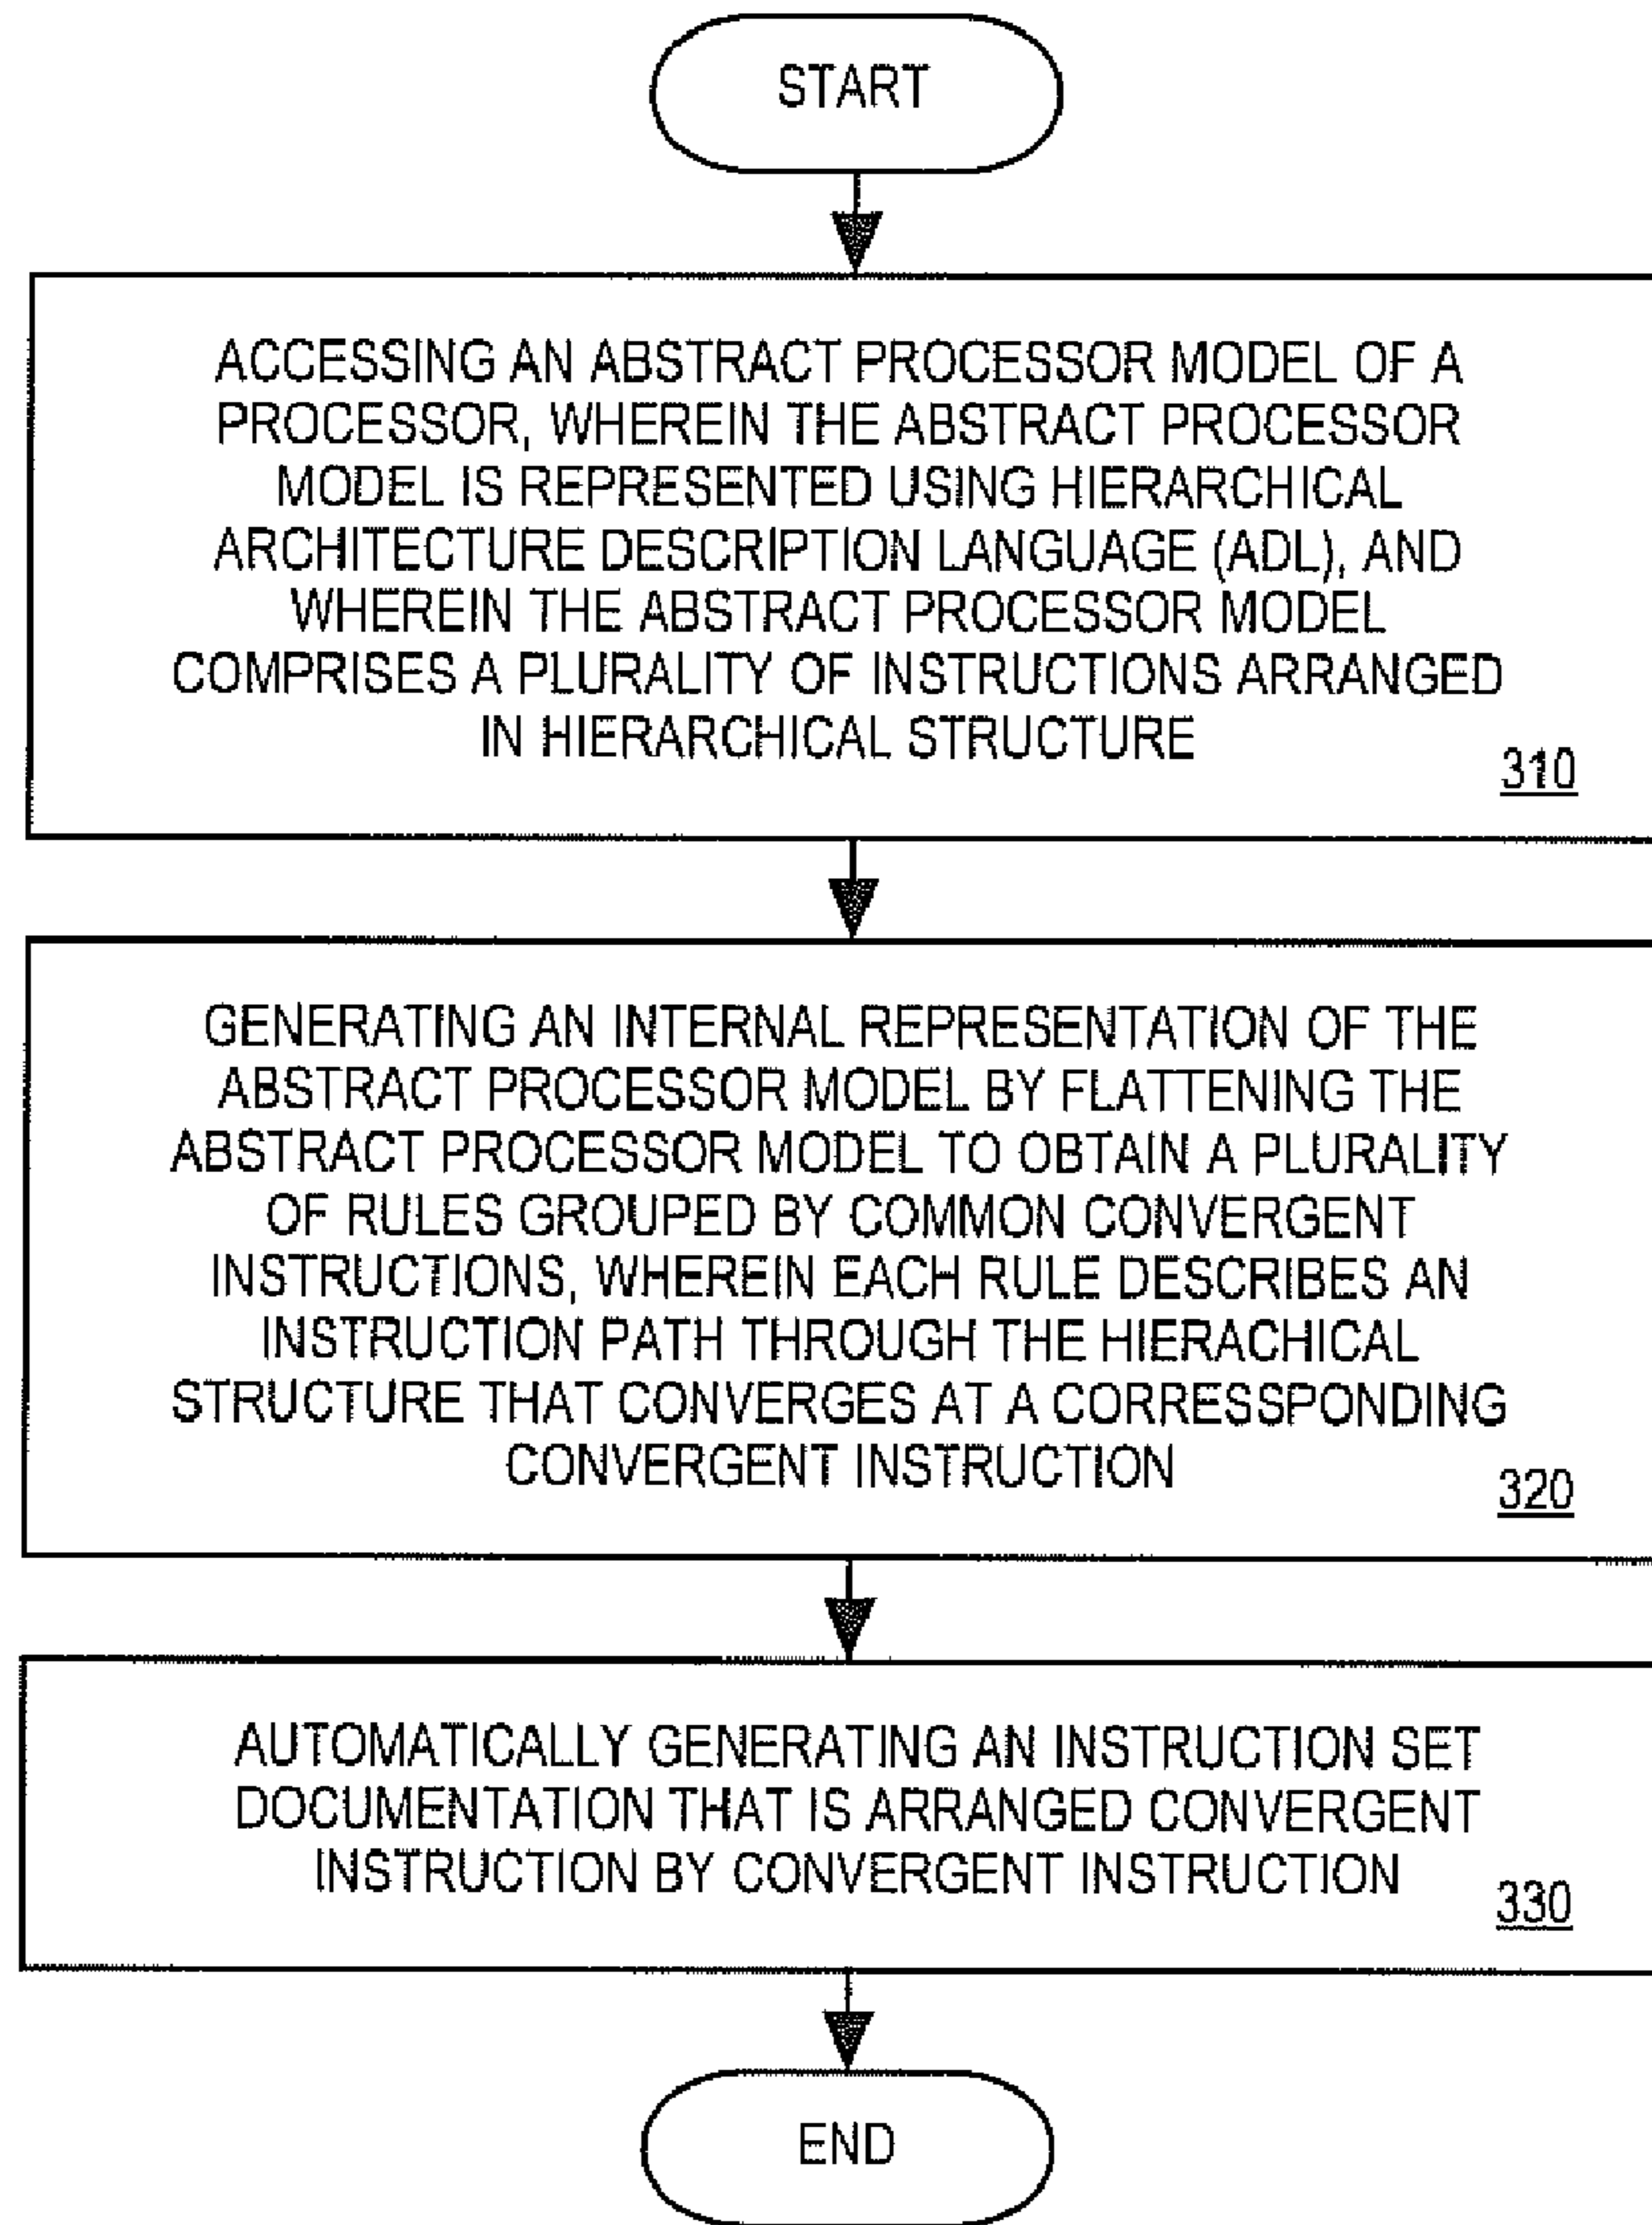 START
ACCESSING AN ABSTRACT PROCESSOR MODEL OF A
PROCESSOR, WHEREIN THE ABSTRACT PROCESSOR
MODEL IS REPRESENTED USING HIERARCHICAL
ARCHITECTURE DESCRIPTION LANGUAGE (ADL), AND
WHEREIN THE ABSTRACT PROCESSOR MODEL
COMPRISES A PLURALITY OF INSTRUCTIONS ARRANGED
IN HIERARCHICAL STRUCTURE
310
GENERATING AN INTERNAL REPRESENTATION OF THE
ABSTRACT PROCESSOR MODEL BY FLATTENING THE
ABSTRACT PROCESSOR MODEL TO OBTAIN A PLURALITY
OF RULES GROUPED BY COMMON CONVERGENT
INSTRUCTIONS, WHEREIN EACH RULE DESCRIBES AN
INSTRUCTION PATH THROUGH THE HIERACHICAL
STRUCTURE THAT CONVERGES AT A CORRESSPONDING
CONVERGENT INSTRUCTION
320
AUTOMATICALLY GENERATING AN INSTRUCTION SET
DOCUMENTATION THAT IS ARRANGED CONVERGENT
INSTRUCTION BY CONVERGENT INSTRUCTION
330
END